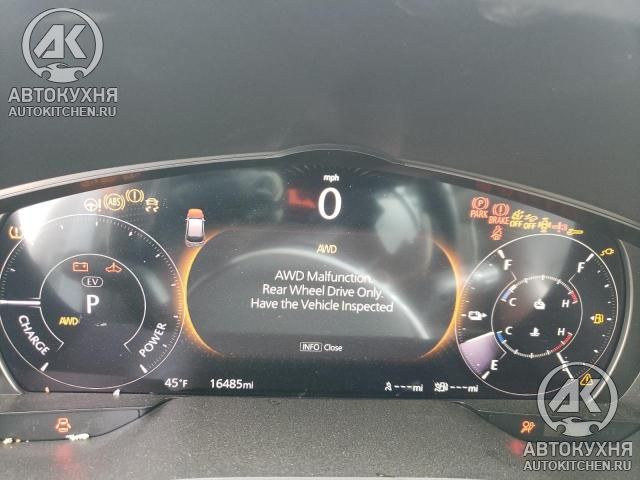 АК
АВТОКУХНЯ
AUTOKITCHEN.RU
mph
0
ABS
PARK
BRAKE
OFF
OFF
AWD
AWD Malfunction.
Rear Wheel Drive Only.
Have the Vehicle Inspected
INFO Close
EV
P
AWD
CHARGE
POWER
F
F
C
H
C
H
E
E
45°F
16485mi
---mi
---mi
АК
АВТОКУХНЯ
AUTOKITCHEN.RU